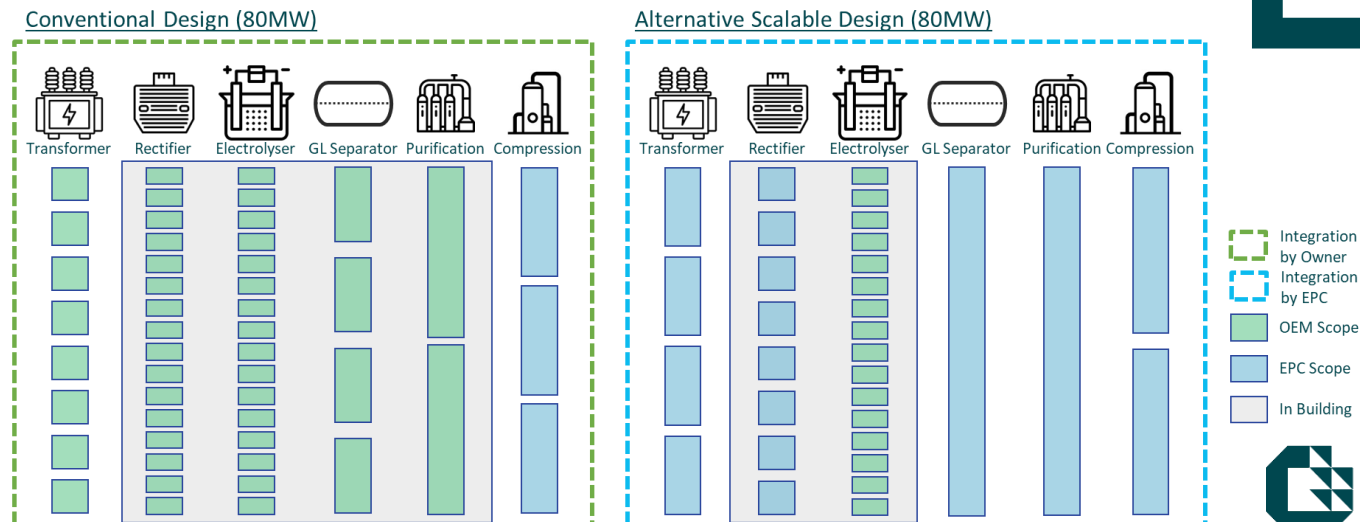 Conventional Design (80MW)
Alternative Scalable Design (80MW)
Transformer Rectifier Electrolyser GL Separator Purification Compression
Transformer Rectifier Electrolyser GL Separator Purification Compression
Integration
by Owner
Integration
by EPC
OEM Scope
EPC Scope
In Building